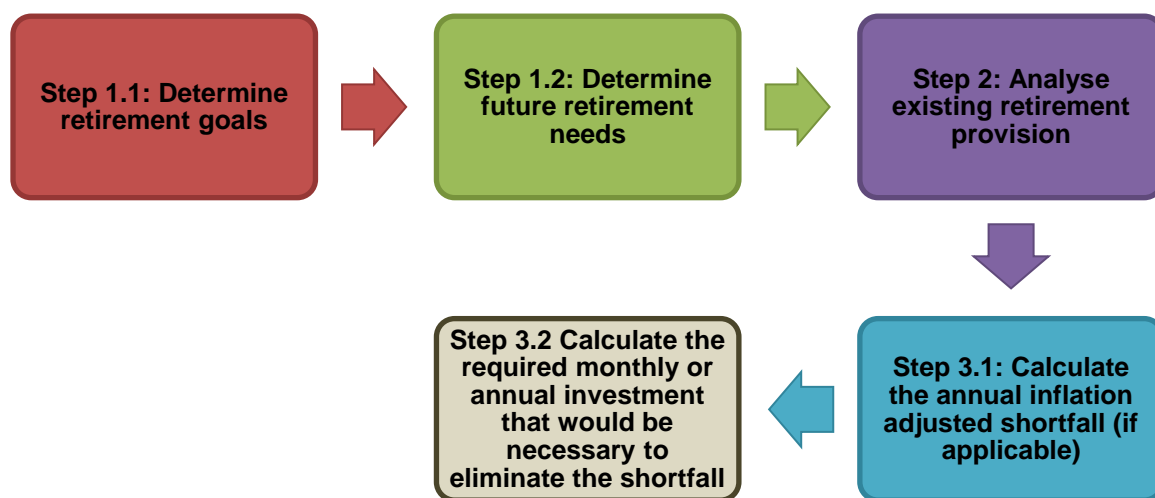 Step 1.1: Determine
retirement goals
Step 1.2: Determine
future retirement
needs
Step 2: Analyse
existing retirement
provision
Step 3.1: Calculate
the annual inflation
adjusted shortfall (if
applicable)
Step 3.2 Calculate the
required monthly or
annual investment
that would be
necessary to
eliminate the shortfall